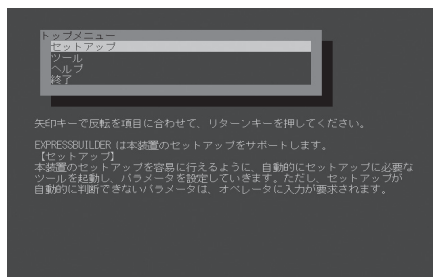 トップメニュー
セットアップ
ツール
ヘルプ
終了
矢印キーで反転を項目に合わせて、リターンキーを押してください。
EXPRESSBUILDER は本装置のセットアップをサポートします。
【セットアップ】
本装置のセットアップを容易に行えるように、自動的にセットアップに必要な
ツールを起動し、パラメータを設定していきます。ただし、セットアップが
自動的に判断できないパラメータは、オペレータに入力が要求されます。